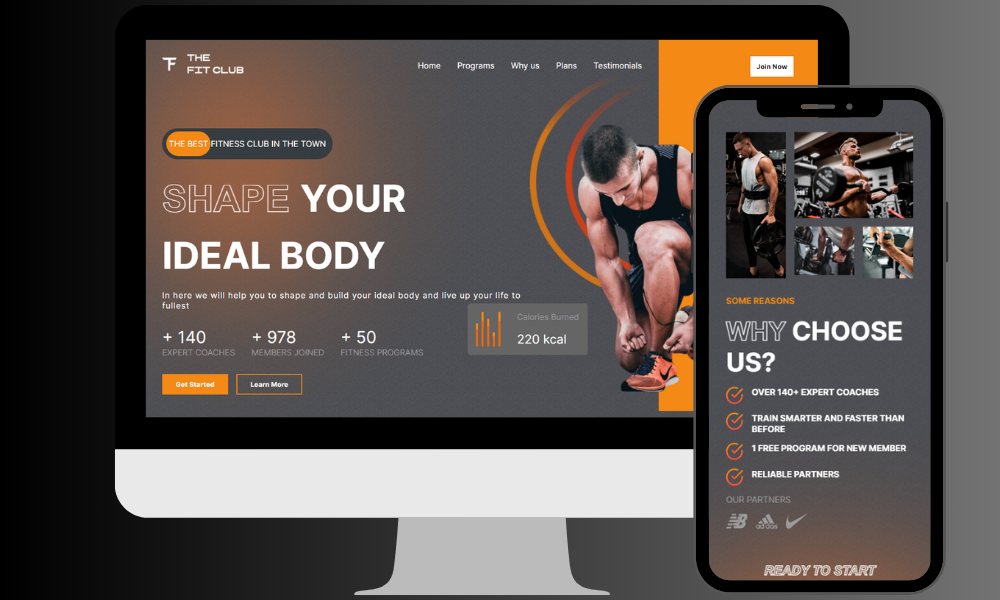 THE
FIT CLUB
Home Programs Why us Plans Testimonials
Join Now
THE BEST FITNESS CLUB IN THE TOWN
SHAPE YOUR
IDEAL BODY
In here we will help you to shape and build your ideal body and live up your life to
fullest
+ 140 + 978 + 50
EXPERT COACHES MEMBERS JOINED FITNESS PROGRAMS
Get Started Learn More
Calories Burned
220 kcal
SOME REASONS
WHY CHOOSE
US?
OVER 140+ EXPERT COACHES
TRAIN SMARTER AND FASTER THAN
BEFORE
1 FREE PROGRAM FOR NEW MEMBER
RELIABLE PARTNERS
OUR PARTNERS
adidas
READY TO START